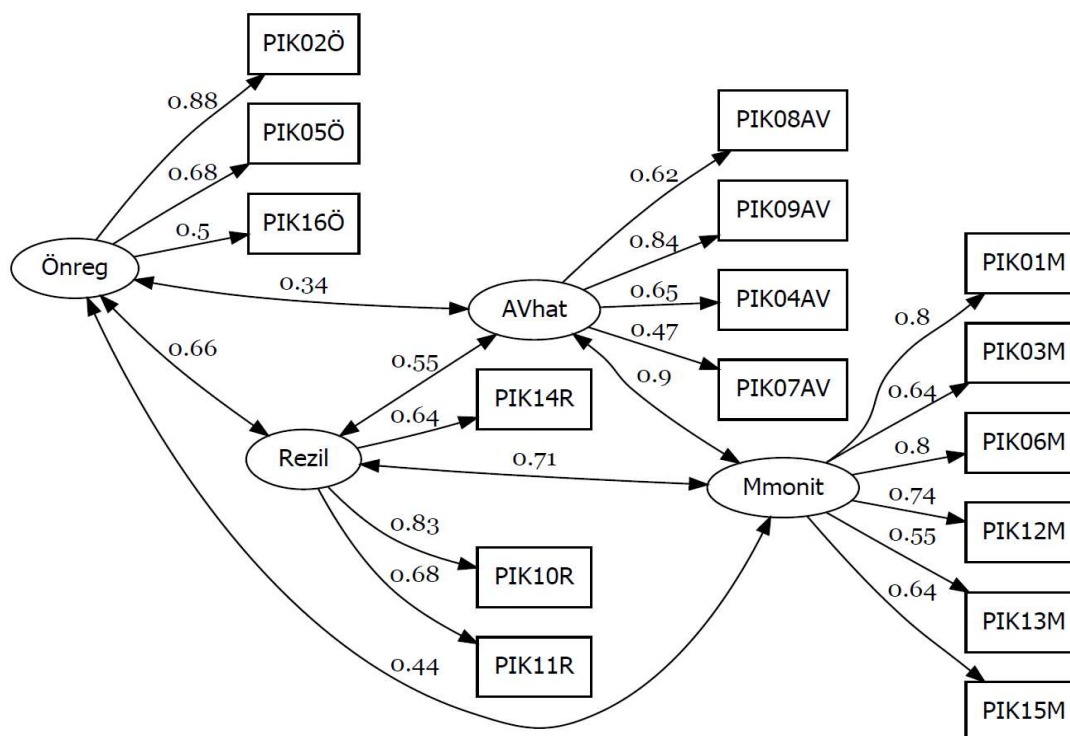 PIK02Ö
0.88
PIK05Ö
0.68
PIK16Ö
0.5
Önreg
0.34
0.66
0.44
PIK08AV
0.62
PIK09AV
0.84
PIK04AV
0.65
PIK07AV
0.47
AVhat
0.55
0.9
PIK14R
0.64
Rezil
0.71
PIK10R
0.83
PIK11R
0.68
Mmonit
PIK01M
0.8
PIK03M
0.64
PIK06M
0.8
PIK12M
0.74
PIK13M
0.55
PIK15M
0.64